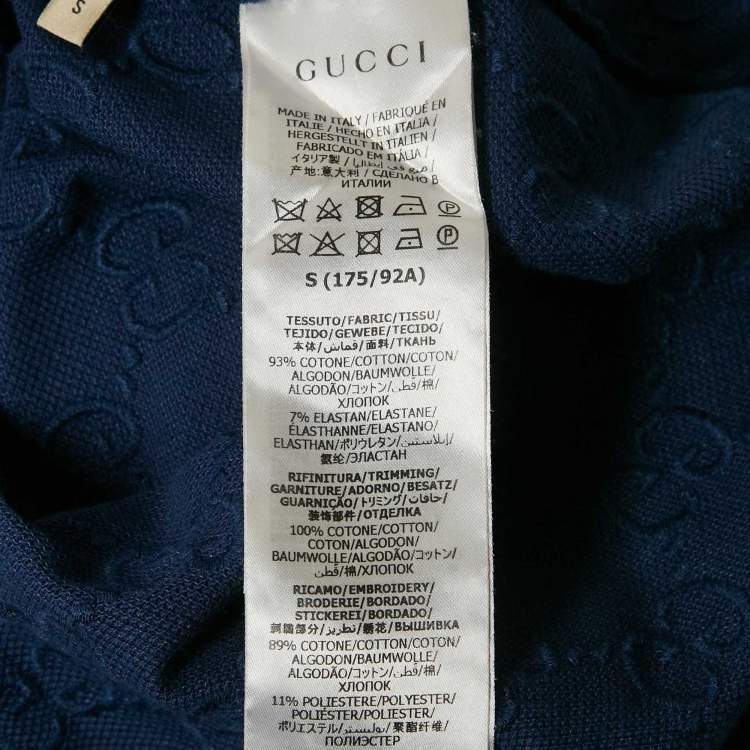 S
GUCCI
MADE IN ITALY / FABRIQUÉ EN
ITALIE / HECHO EN ITALIA /
HERGESTELLT IN ITALIEN /
FABRICADO EM ITÁLIA /
イタリア製 / صنع في إيطاليا /
产地:意大利 / СДЕЛАНО В
ИТАЛИИ
S (175/92A)
TESSUTO/FABRIC/TISSU/
TEJIDO/GEWEBE/TECIDO/
本体/قماش/面料/ТКАНЬ
93% COTONE/COTTON/COTON/
ALGODON/BAUMWOLLE/
ALGODÃO/コットン/قطن/棉/
ХЛОПОК
7% ELASTAN/ELASTANE/
ÉLASTHANNE/ELASTANO/
ELASTHAN/ポリウレタン/إيلاستين/
氨纶/ЭЛАСТАН
RIFINITURA/TRIMMING/
GARNITURE/ADORNO/BESATZ/
GUARNIÇÃO/トリミング/حافات/
装饰部件/ОТДЕЛКА
100% COTONE/COTTON/
COTON/ALGODON/
BAUMWOLLE/ALGODÃO/コットン/
قطن/棉/ХЛОПОК
RICAMO/EMBROIDERY/
BRODERIE/BORDADO/
STICKEREI/BORDADO/
刺繍部分/تطريز/绣花/ВЫШИВКА
89% COTONE/COTTON/COTON/
ALGODON/BAUMWOLLE/
ALGODÃO/コットン/قطن/棉/
ХЛОПОК
11% POLIESTERE/POLYESTER/
POLIÉSTER/POLIESTER/
ポリエステル/بوليستر/聚酯纤维/
ПОЛИЭСТЕР